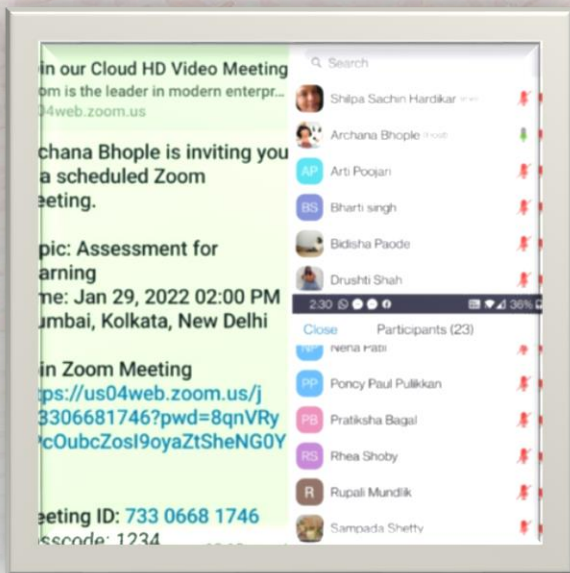 in our Cloud HD Video Meeting
om is the leader in modern enterpr...
04web.zoom.us
chana Bhople is inviting you
a scheduled Zoom
eeting.
pic: Assessment for
arning
me: Jan 29, 2022 02:00 PM
umbai, Kolkata, New Delhi
in Zoom Meeting
ps://us04web.zoom.us/j
3306681746?pwd=8qnVRy
cOubcZosI9oyaZtSheNG0Y
eeting ID: 733 0668 1746
sscode: 1234
Search
Shilpa Sachin Hardikar
Archana Bhople
AP Arti Poojari
BS Bharti singh
Bidisha Paode
Drushti Shah
2:30 36%
Close Participants (23)
NP Neha Patil
PP Poncy Paul Pulikkan
PB Pratiksha Bagal
RS Rhea Shoby
R Rupali Mundlik
Sampada Shetty